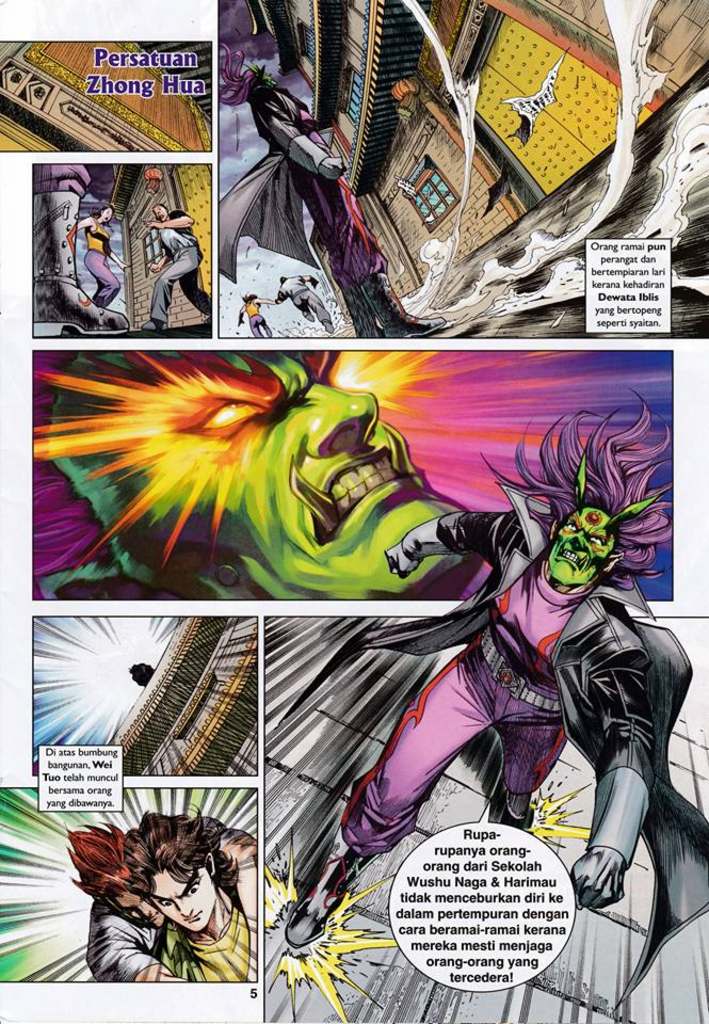 Persatuan
Zhong Hua
Orang ramai pun
perangat dan
bertempiaran lari
kerana kehadiran
Dewata Iblis
yang bertopeng
seperti syaitan.
Di atas bumbung
bangunan, Wei
Tuo telah muncul
bersama orang
yang dibawanya.
Rupa-
rupanya orang-
orang dari Sekolah
Wushu Naga & Harimau
tidak menceburkan diri ke
dalam pertempuran dengan
cara beramai-ramai kerana
mereka mesti menjaga
orang-orang yang
tercedera!
5